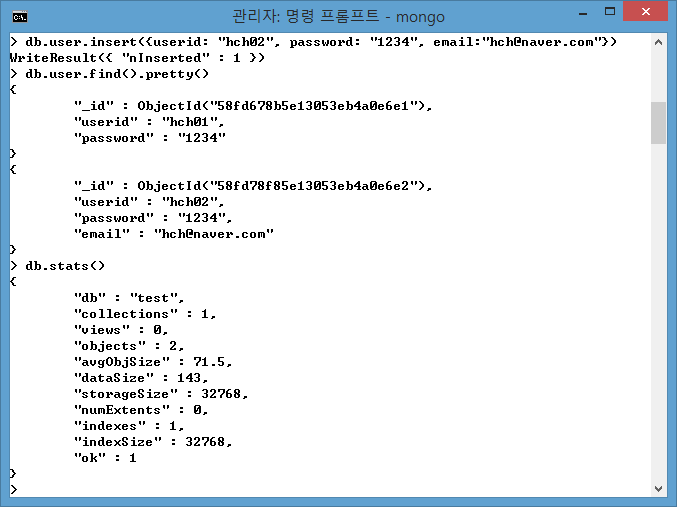 관리자: 명령 프롬프트 - mongo
> db.user.insert({userid: "hch02", password: "1234", email:"hch@naver.com"})
WriteResult({ "nInserted" : 1 })
> db.user.find().pretty()
{
        "_id" : ObjectId("58fd678b5e13053eb4a0e6e1"),
        "userid" : "hch01",
        "password" : "1234"
}
{
        "_id" : ObjectId("58fd78f85e13053eb4a0e6e2"),
        "userid" : "hch02",
        "password" : "1234",
        "email" : "hch@naver.com"
}
> db.stats()
{
        "db" : "test",
        "collections" : 1,
        "views" : 0,
        "objects" : 2,
        "avgObjSize" : 71.5,
        "dataSize" : 143,
        "storageSize" : 32768,
        "numExtents" : 0,
        "indexes" : 1,
        "indexSize" : 32768,
        "ok" : 1
}
>